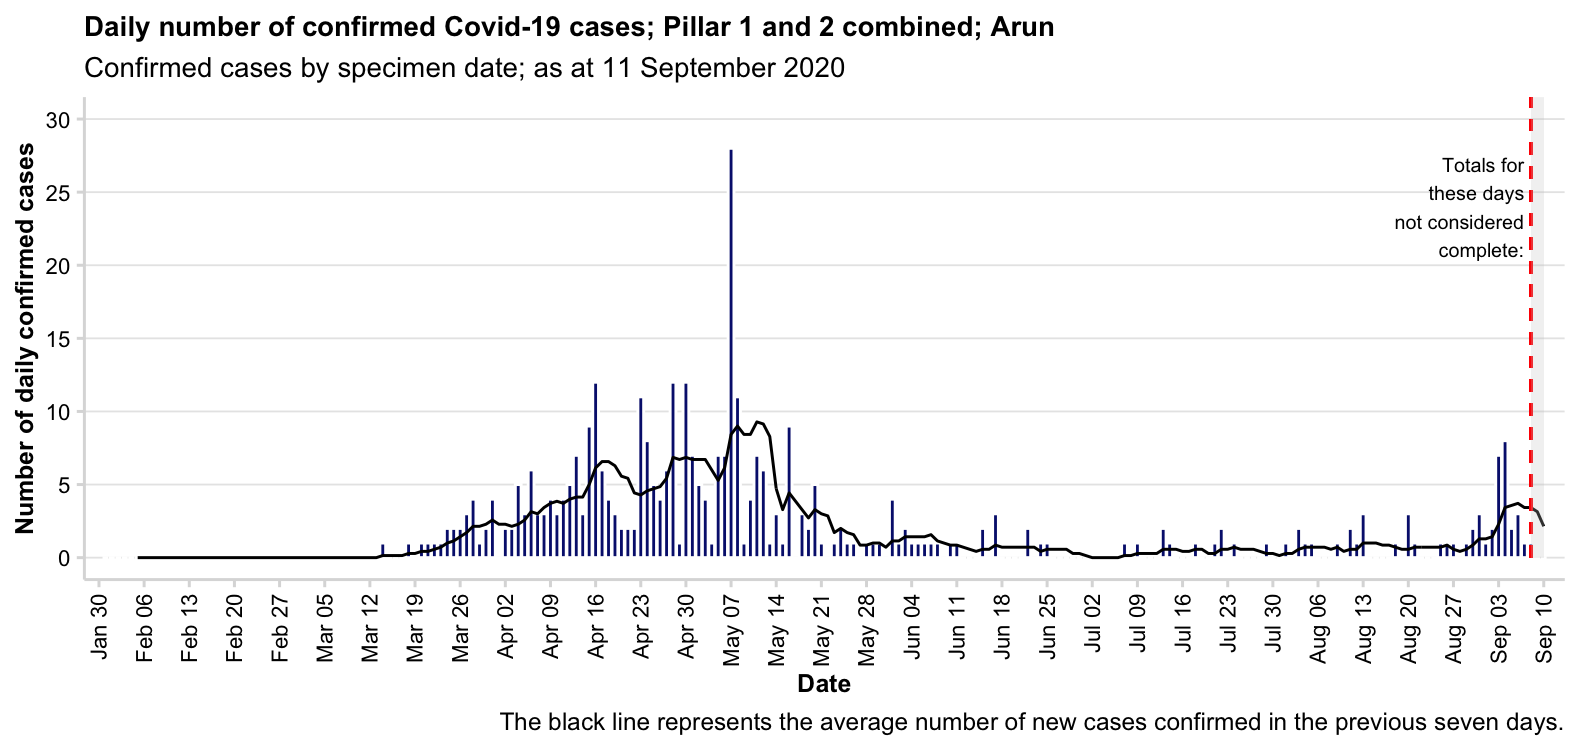 Daily number of confirmed Covid-19 cases; Pillar 1 and 2 combined; Arun
Confirmed cases by specimen date; as at 11 September 2020
Number of daily confirmed cases
30
25
20
15
10
5
0
Totals for
these days
not considered
complete:
Jan 30
Feb 06
Feb 13
Feb 20
Feb 27
Mar 05
Mar 12
Mar 19
Mar 26
Apr 02
Apr 09
Apr 16
Apr 23
Apr 30
May 07
May 14
May 21
May 28
Jun 04
Jun 11
Jun 18
Jun 25
Jul 02
Jul 09
Jul 16
Jul 23
Jul 30
Aug 06
Aug 13
Aug 20
Aug 27
Sep 03
Sep 10
Date
The black line represents the average number of new cases confirmed in the previous seven days.